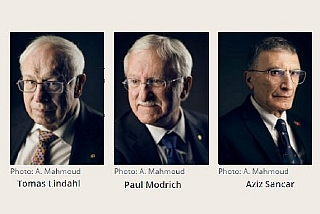 Photo: A. Mahmoud
Photo: A. Mahmoud
Photo: A. Mahmoud
Tomas Lindahl
Paul Modrich
Aziz Sancar